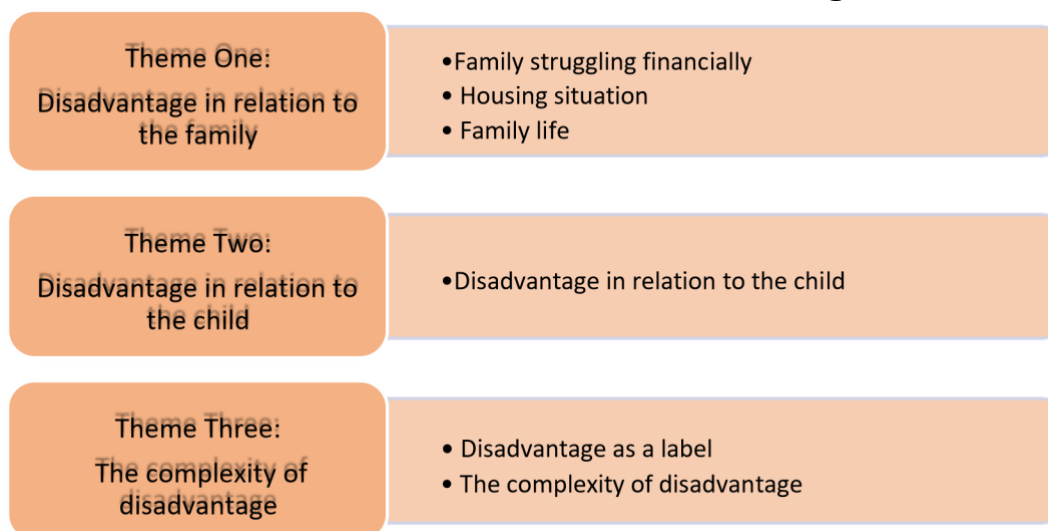 Theme One:
Disadvantage in relation to
the family
•Family struggling financially
• Housing situation
• Family life
Theme Two:
Disadvantage in relation to
the child
•Disadvantage in relation to the child
Theme Three:
The complexity of
disadvantage
• Disadvantage as a label
• The complexity of disadvantage